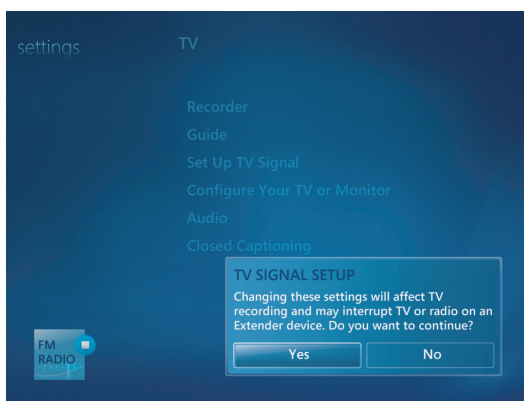 settings
TV
Recorder
Guide
Set Up TV Signal
Configure Your TV or Monitor
Audio
Closed Captioning
TV SIGNAL SETUP
Changing these settings will affect TV
recording and may interrupt TV or radio on an
Extender device. Do you want to continue?
Yes
No
FM
RADIO